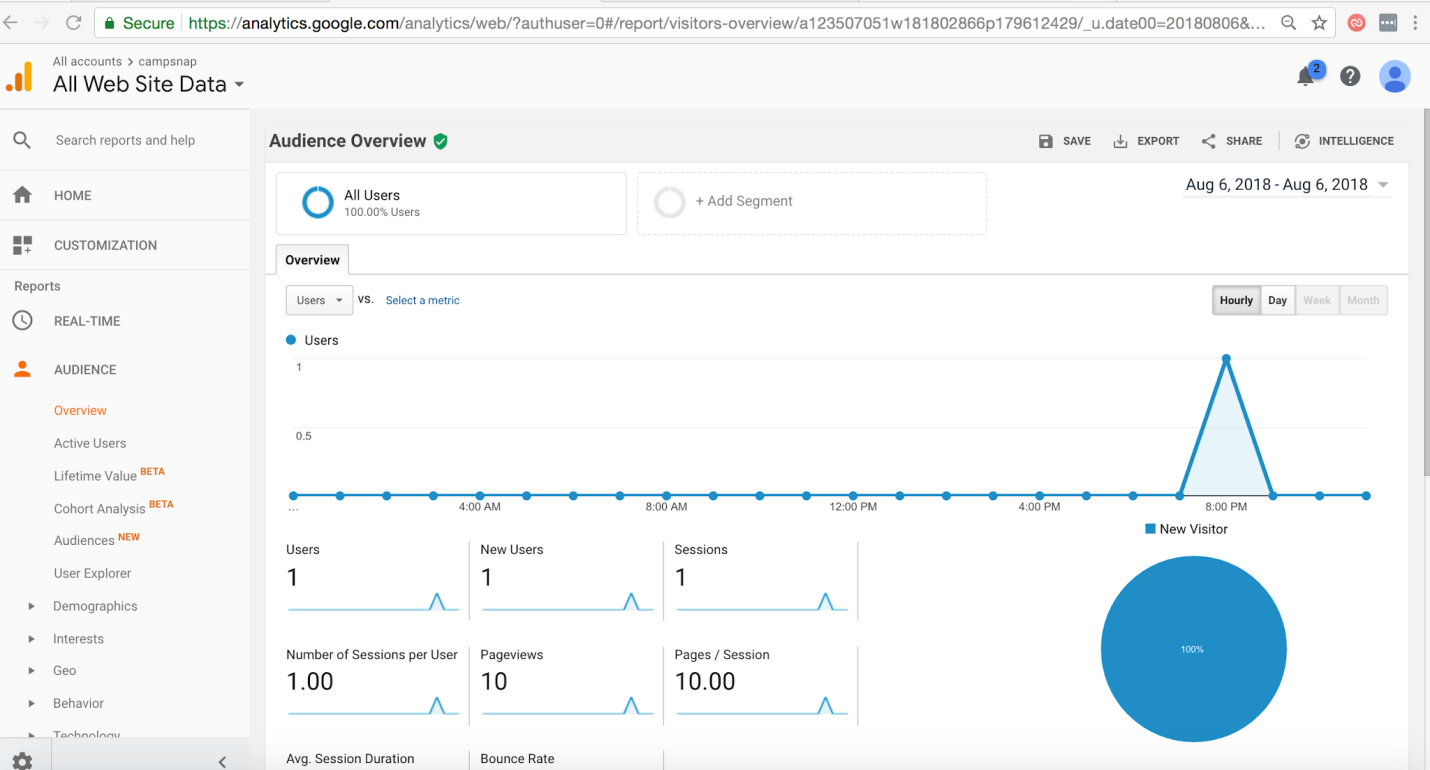 Secure https://analytics.google.com/analytics/web/?authuser=0#/report/visitors-overview/a123507051w181802866p179612429/_u.date00=20180806&...
All accounts > campsnap
All Web Site Data
2
Search reports and help
HOME
CUSTOMIZATION
Reports
REAL-TIME
AUDIENCE
Overview
Active Users
Lifetime Value BETA
Cohort Analysis BETA
Audiences NEW
User Explorer
Demographics
Interests
Geo
Behavior
Technology
Audience Overview
SAVE EXPORT SHARE INTELLIGENCE
All Users
100.00% Users
+ Add Segment
Aug 6, 2018 - Aug 6, 2018
Overview
Users vs. Select a metric
Hourly Day Week Month
Users
1
0.5
... 4:00 AM 8:00 AM 12:00 PM 4:00 PM 8:00 PM
New Visitor
100%
Users New Users Sessions
1 1 1
Number of Sessions per User Pageviews Pages / Session
1.00 10 10.00
Avg. Session Duration Bounce Rate